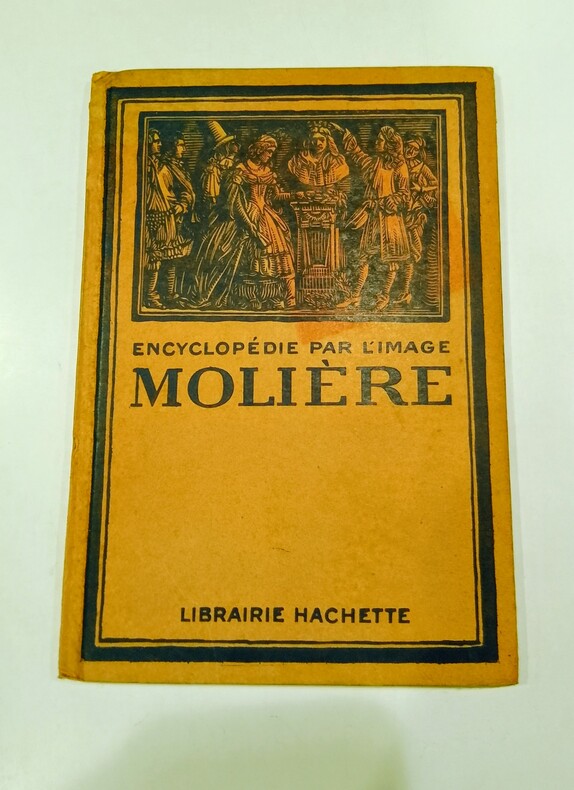 ENCYCLOPÉDIE PAR L'IMAGE
MOLIÈRE
LIBRAIRIE HACHETTE